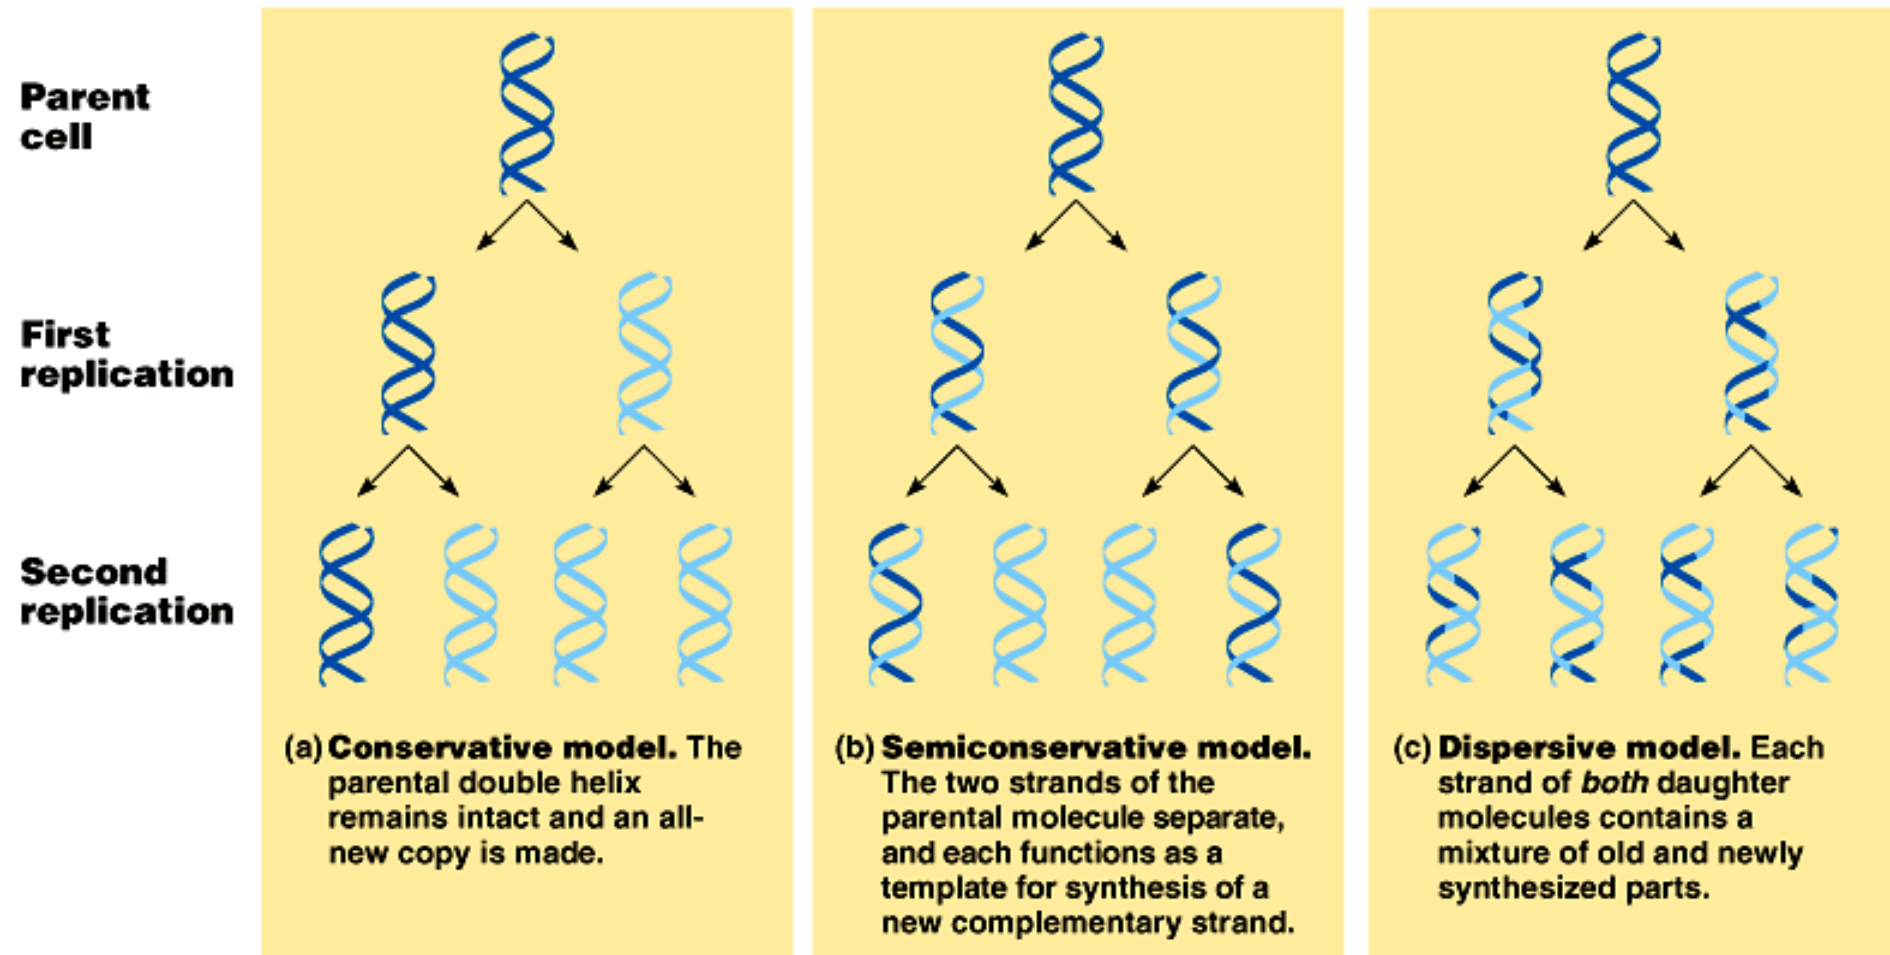 Parent
cell
First
replication
Second
replication
(a) Conservative model. The
parental double helix
remains intact and an all-
new copy is made.
(b) Semiconservative model.
The two strands of the
parental molecule separate,
and each functions as a
template for synthesis of a
new complementary strand.
(c) Dispersive model. Each
strand of both daughter
molecules contains a
mixture of old and newly
synthesized parts.